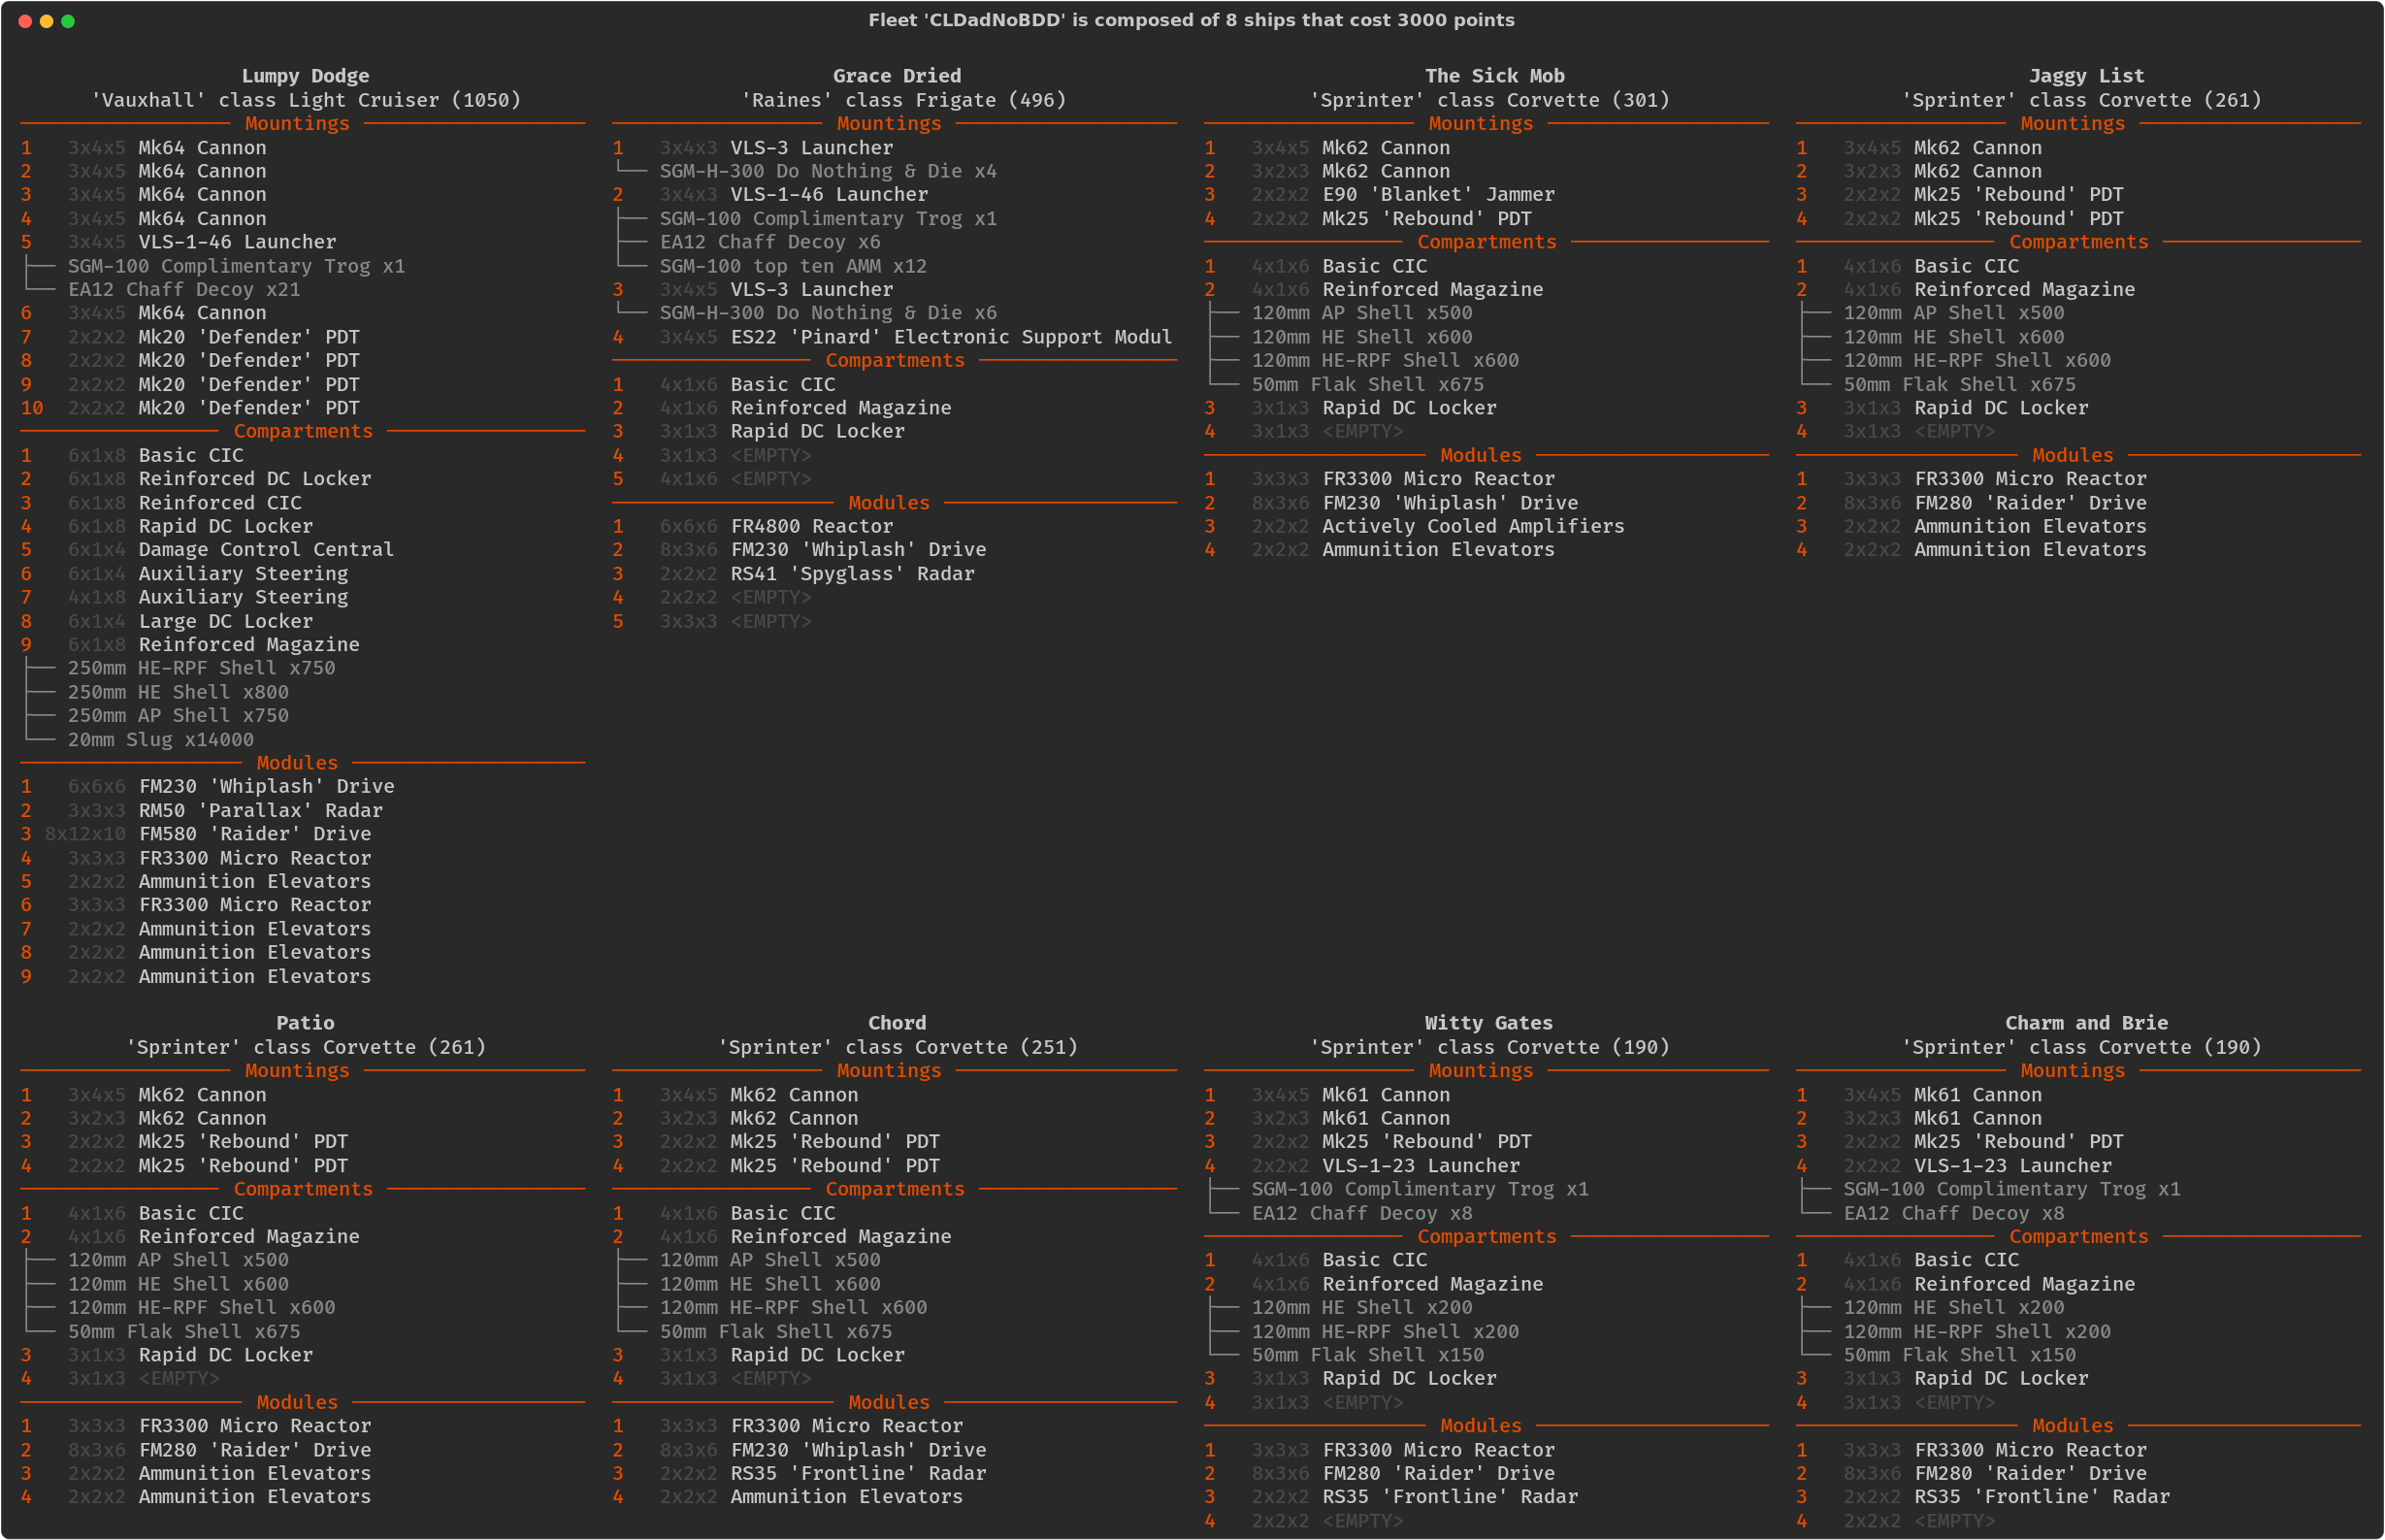 Fleet 'CLDadNoBDD' is composed of 8 ships that cost 3000 points
Lumpy Dodge
'Vauxhall' class Light Cruiser (1050)
Mountings
1 3x4x5 Mk64 Cannon
2 3x4x5 Mk64 Cannon
3 3x4x5 Mk64 Cannon
4 3x4x5 Mk64 Cannon
5 3x4x5 VLS-1-46 Launcher
SGM-100 Complimentary Trog x1
EA12 Chaff Decoy x21
6 3x4x5 Mk64 Cannon
7 2x2x2 Mk20 'Defender' PDT
8 2x2x2 Mk20 'Defender' PDT
9 2x2x2 Mk20 'Defender' PDT
10 2x2x2 Mk20 'Defender' PDT
Compartments
1 6x1x8 Basic CIC
2 6x1x8 Reinforced DC Locker
3 6x1x8 Reinforced CIC
4 6x1x8 Rapid DC Locker
5 6x1x4 Damage Control Central
6 6x1x4 Auxiliary Steering
7 4x1x8 Auxiliary Steering
8 6x1x4 Large DC Locker
9 6x1x8 Reinforced Magazine
250mm HE-RPF Shell x750
250mm HE Shell x800
250mm AP Shell x750
20mm Slug x14000
Modules
1 6x6x6 FM230 'Whiplash' Drive
2 3x3x3 RM50 'Parallax' Radar
3 8x12x10 FM580 'Raider' Drive
4 3x3x3 FR3300 Micro Reactor
5 2x2x2 Ammunition Elevators
6 3x3x3 FR3300 Micro Reactor
7 2x2x2 Ammunition Elevators
8 2x2x2 Ammunition Elevators
9 2x2x2 Ammunition Elevators
Grace Dried
'Raines' class Frigate (496)
Mountings
1 3x4x3 VLS-3 Launcher
SGM-H-300 Do Nothing & Die x4
2 3x4x3 VLS-1-46 Launcher
SGM-100 Complimentary Trog x1
EA12 Chaff Decoy x6
SGM-100 top ten AMM x12
3 3x4x5 VLS-3 Launcher
SGM-H-300 Do Nothing & Die x6
4 3x4x5 ES22 'Pinard' Electronic Support Modul
Compartments
1 4x1x6 Basic CIC
2 4x1x6 Reinforced Magazine
3 3x1x3 Rapid DC Locker
4 3x1x3 <EMPTY>
5 4x1x6 <EMPTY>
Modules
1 6x6x6 FR4800 Reactor
2 8x3x6 FM230 'Whiplash' Drive
3 2x2x2 RS41 'Spyglass' Radar
4 2x2x2 <EMPTY>
5 3x3x3 <EMPTY>
The Sick Mob
'Sprinter' class Corvette (301)
Mountings
1 3x4x5 Mk62 Cannon
2 3x2x3 Mk62 Cannon
3 2x2x2 E90 'Blanket' Jammer
4 2x2x2 Mk25 'Rebound' PDT
Compartments
1 4x1x6 Basic CIC
2 4x1x6 Reinforced Magazine
120mm AP Shell x500
120mm HE Shell x600
120mm HE-RPF Shell x600
50mm Flak Shell x675
3 3x1x3 Rapid DC Locker
4 3x1x3 <EMPTY>
Modules
1 3x3x3 FR3300 Micro Reactor
2 8x3x6 FM230 'Whiplash' Drive
3 2x2x2 Actively Cooled Amplifiers
4 2x2x2 Ammunition Elevators
Jaggy List
'Sprinter' class Corvette (261)
Mountings
1 3x4x5 Mk62 Cannon
2 3x2x3 Mk62 Cannon
3 2x2x2 Mk25 'Rebound' PDT
4 2x2x2 Mk25 'Rebound' PDT
Compartments
1 4x1x6 Basic CIC
2 4x1x6 Reinforced Magazine
120mm AP Shell x500
120mm HE Shell x600
120mm HE-RPF Shell x600
50mm Flak Shell x675
3 3x1x3 Rapid DC Locker
4 3x1x3 <EMPTY>
Modules
1 3x3x3 FR3300 Micro Reactor
2 8x3x6 FM280 'Raider' Drive
3 2x2x2 Ammunition Elevators
4 2x2x2 Ammunition Elevators
Patio
'Sprinter' class Corvette (261)
Mountings
1 3x4x5 Mk62 Cannon
2 3x2x3 Mk62 Cannon
3 2x2x2 Mk25 'Rebound' PDT
4 2x2x2 Mk25 'Rebound' PDT
Compartments
1 4x1x6 Basic CIC
2 4x1x6 Reinforced Magazine
120mm AP Shell x500
120mm HE Shell x600
120mm HE-RPF Shell x600
50mm Flak Shell x675
3 3x1x3 Rapid DC Locker
4 3x1x3 <EMPTY>
Modules
1 3x3x3 FR3300 Micro Reactor
2 8x3x6 FM280 'Raider' Drive
3 2x2x2 Ammunition Elevators
4 2x2x2 Ammunition Elevators
Chord
'Sprinter' class Corvette (251)
Mountings
1 3x4x5 Mk62 Cannon
2 3x2x3 Mk62 Cannon
3 2x2x2 Mk25 'Rebound' PDT
4 2x2x2 Mk25 'Rebound' PDT
Compartments
1 4x1x6 Basic CIC
2 4x1x6 Reinforced Magazine
120mm AP Shell x500
120mm HE Shell x600
120mm HE-RPF Shell x600
50mm Flak Shell x675
3 3x1x3 Rapid DC Locker
4 3x1x3 <EMPTY>
Modules
1 3x3x3 FR3300 Micro Reactor
2 8x3x6 FM230 'Whiplash' Drive
3 2x2x2 RS35 'Frontline' Radar
4 2x2x2 Ammunition Elevators
Witty Gates
'Sprinter' class Corvette (190)
Mountings
1 3x4x5 Mk61 Cannon
2 3x2x3 Mk61 Cannon
3 2x2x2 Mk25 'Rebound' PDT
4 2x2x2 VLS-1-23 Launcher
SGM-100 Complimentary Trog x1
EA12 Chaff Decoy x8
Compartments
1 4x1x6 Basic CIC
2 4x1x6 Reinforced Magazine
120mm HE Shell x200
120mm HE-RPF Shell x200
50mm Flak Shell x150
3 3x1x3 Rapid DC Locker
4 3x1x3 <EMPTY>
Modules
1 3x3x3 FR3300 Micro Reactor
2 8x3x6 FM280 'Raider' Drive
3 2x2x2 RS35 'Frontline' Radar
4 2x2x2 <EMPTY>
Charm and Brie
'Sprinter' class Corvette (190)
Mountings
1 3x4x5 Mk61 Cannon
2 3x2x3 Mk61 Cannon
3 2x2x2 Mk25 'Rebound' PDT
4 2x2x2 VLS-1-23 Launcher
SGM-100 Complimentary Trog x1
EA12 Chaff Decoy x8
Compartments
1 4x1x6 Basic CIC
2 4x1x6 Reinforced Magazine
120mm HE Shell x200
120mm HE-RPF Shell x200
50mm Flak Shell x150
3 3x1x3 Rapid DC Locker
4 3x1x3 <EMPTY>
Modules
1 3x3x3 FR3300 Micro Reactor
2 8x3x6 FM280 'Raider' Drive
3 2x2x2 RS35 'Frontline' Radar
4 2x2x2 <EMPTY>